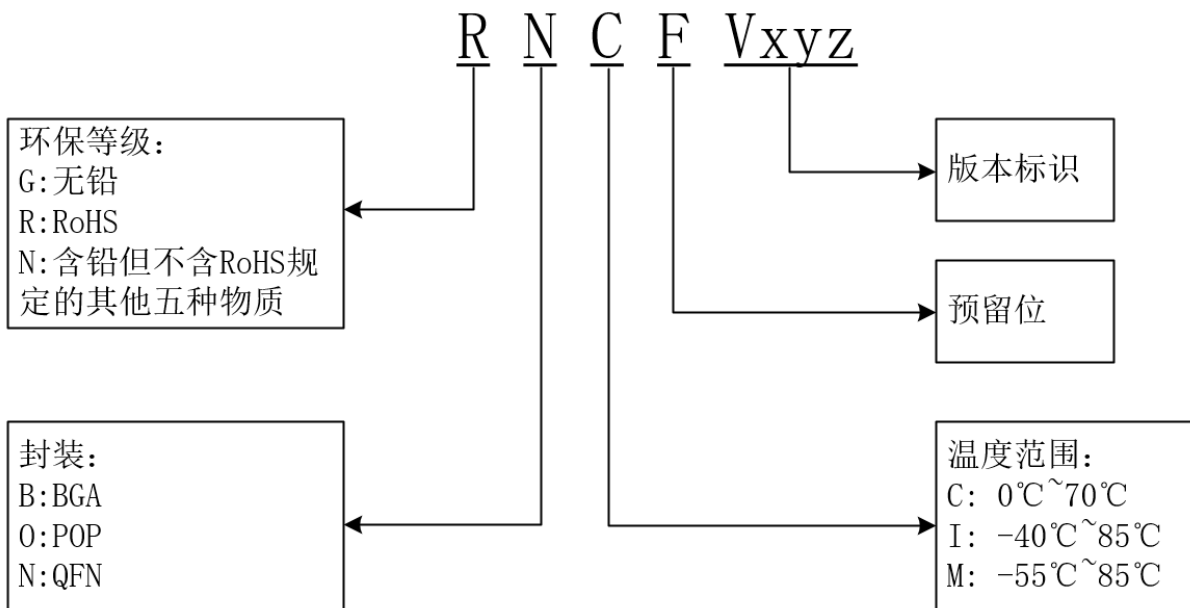 R N C F Vxyz
环保等级:
G:无铅
R:RoHS
N:含铅但不含RoHS规
定的其他五种物质
版本标识
预留位
封装:
B:BGA
O:POP
N:QFN
温度范围:
C: 0℃~70℃
I: -40℃~85℃
M: -55℃~85℃